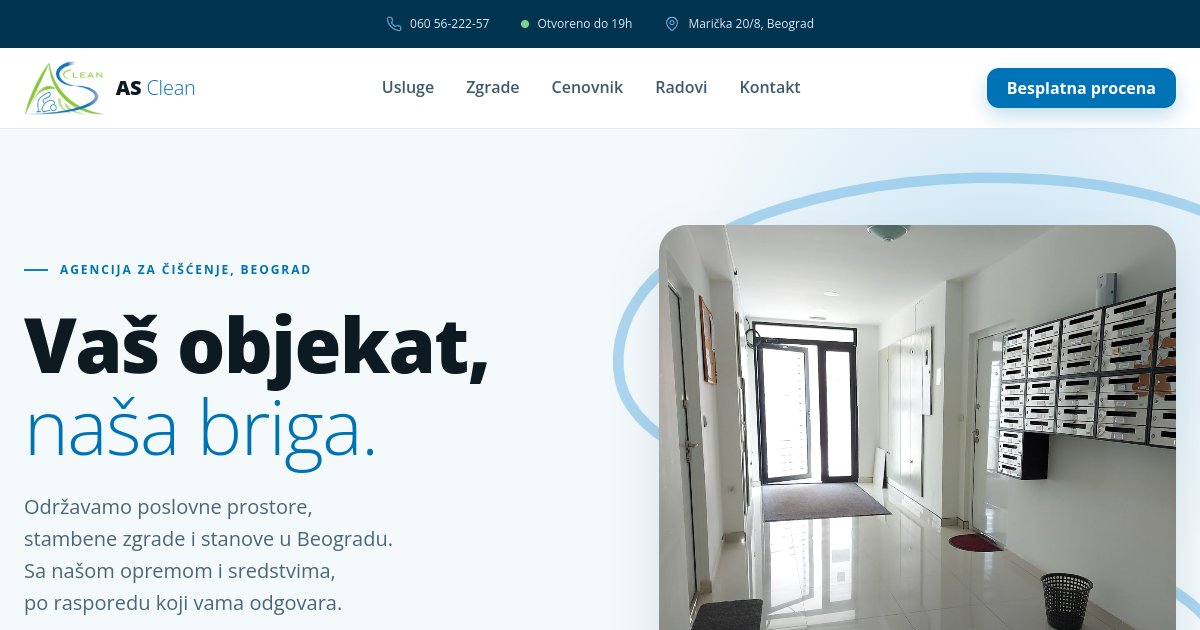 060 56-222-57
Otvoreno do 19h
Marička 20/8, Beograd
CLEAN
AS Clean
Usluge
Zgrade
Cenovnik
Radovi
Kontakt
Besplatna procena
AGENCIJA ZA ČIŠĆENJE, BEOGRAD
Vaš objekat,
naša briga.
Održavamo poslovne prostore,
stambene zgrade i stanove u Beogradu.
Sa našom opremom i sredstvima,
po rasporedu koji vama odgovara.